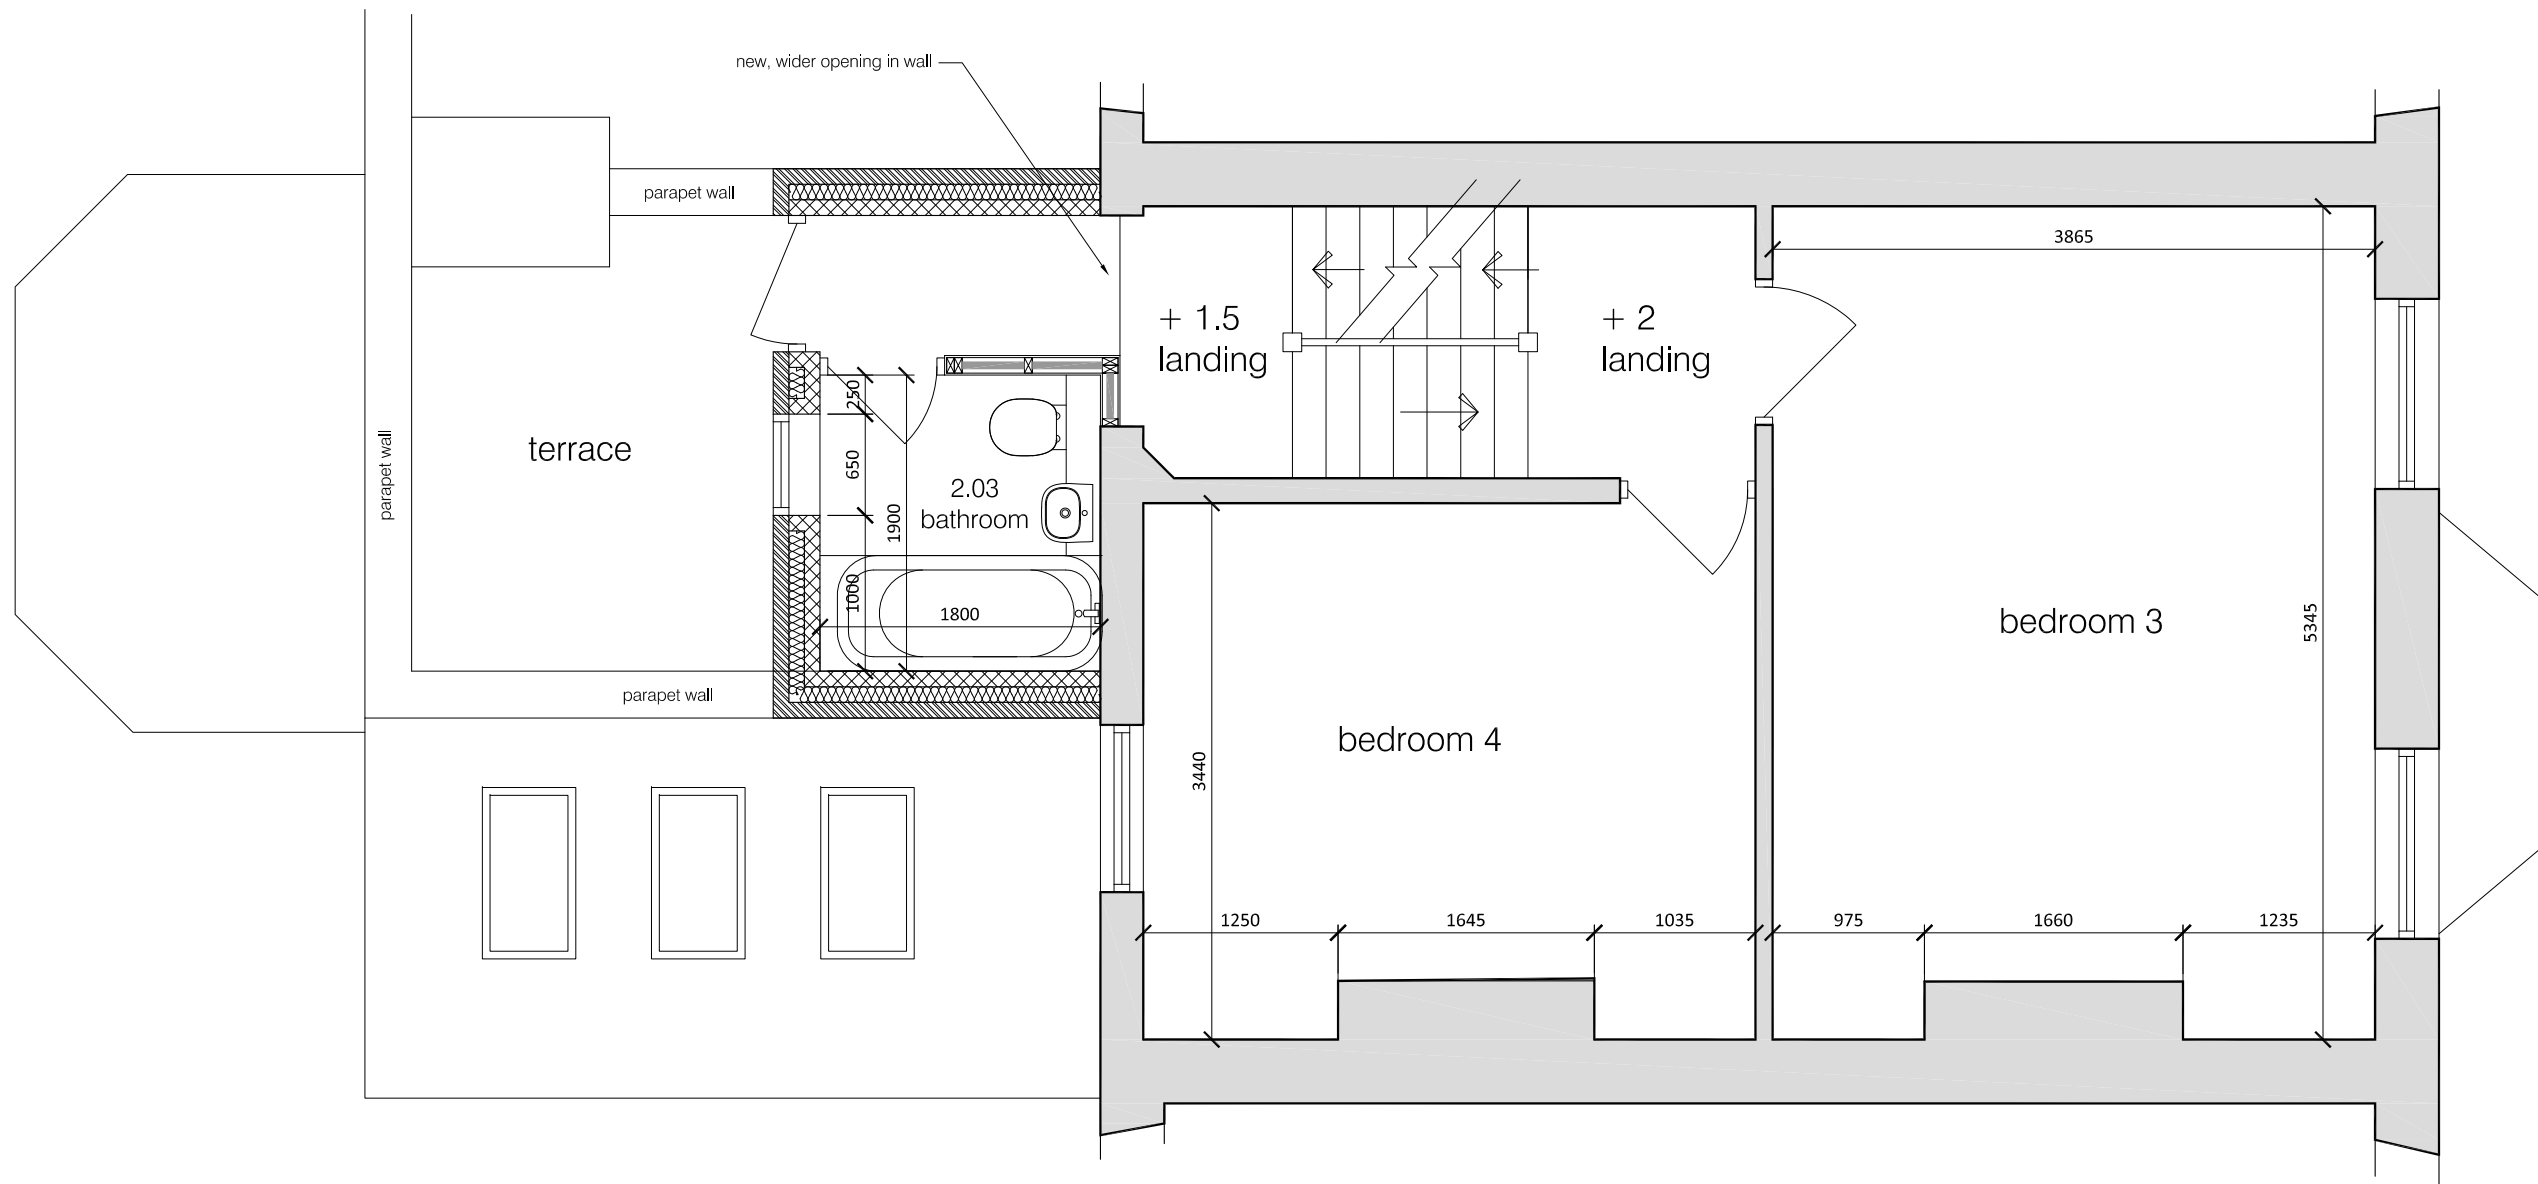 new, wider opening in wall
parapet wall
3865
+ 1.5
landing
+ 2
landing
250
terrace
parapet wall
650
2.03
bathroom
1900
1000
1800
bedroom 3
5345
parapet wall
bedroom 4
3440
1250
1645
1035
975
1660
1235